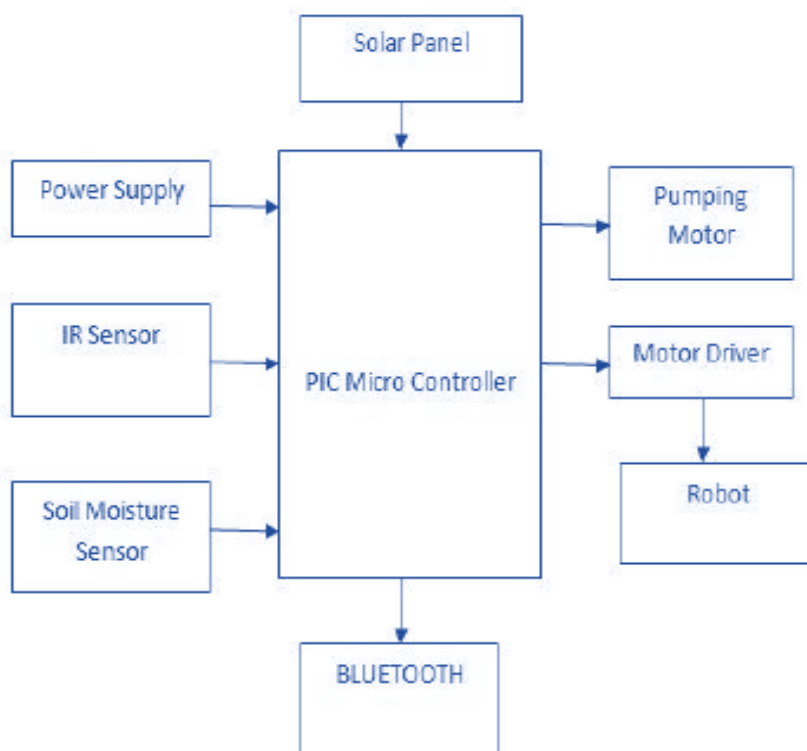 Solar Panel
Power Supply
Pumping
Motor
IR Sensor
PIC Micro Controller
Motor Driver
Soil Moisture
Sensor
Robot
BLUETOOTH